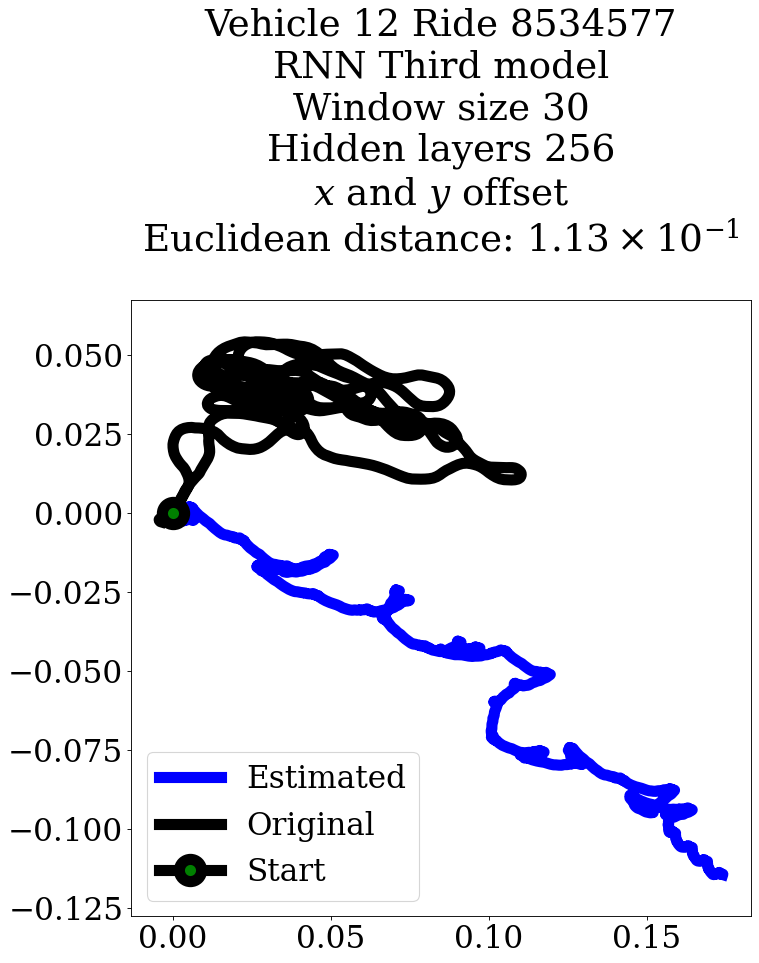 Vehicle 12 Ride 8534577
RNN Third model
Window size 30
Hidden layers 256
x and y offset
Euclidean distance: 1.13 × 10⁻¹
0.050
0.025
0.000
−0.025
−0.050
−0.075
−0.100
−0.125
Estimated
Original
Start
0.00 0.05 0.10 0.15